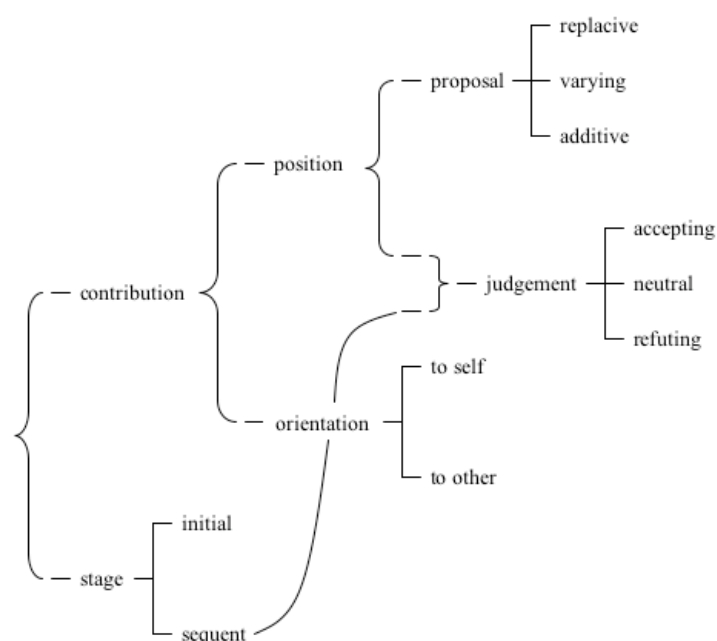 replacive
proposal
varying
additive
position
accepting
judgement
neutral
refuting
contribution
to self
orientation
to other
initial
stage
sequent